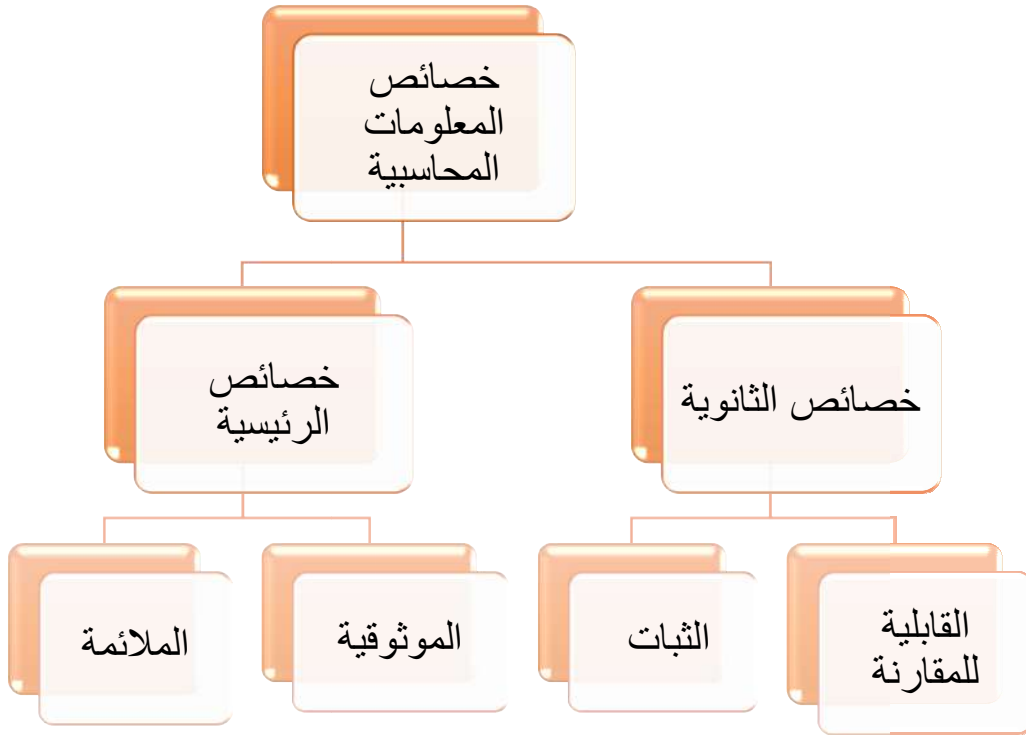 خصائص
المعلومات
المحاسبية
خصائص الثانوية
خصائص
الرئيسية
القابلية
للمقارنة
الثبات
الموثوقية
الملائمة